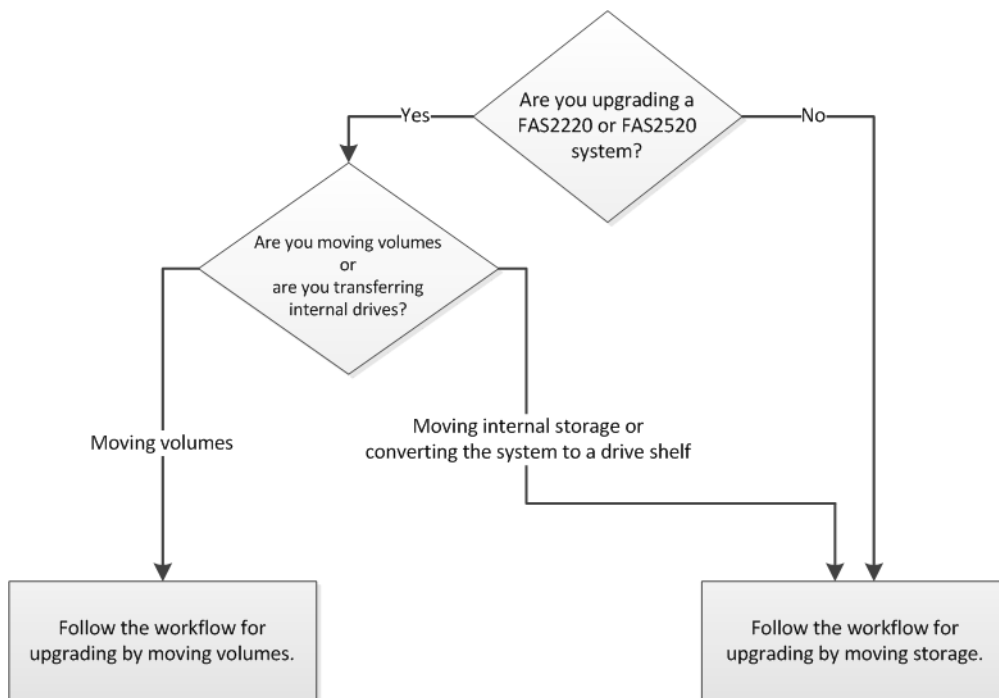 Are you upgrading a
FAS2220 or FAS2520
system?
Yes
No
Are you moving volumes
or
are you transferring
internal drives?
Moving volumes
Moving internal storage or
converting the system to a drive shelf
Follow the workflow for
upgrading by moving volumes.
Follow the workflow for
upgrading by moving storage.